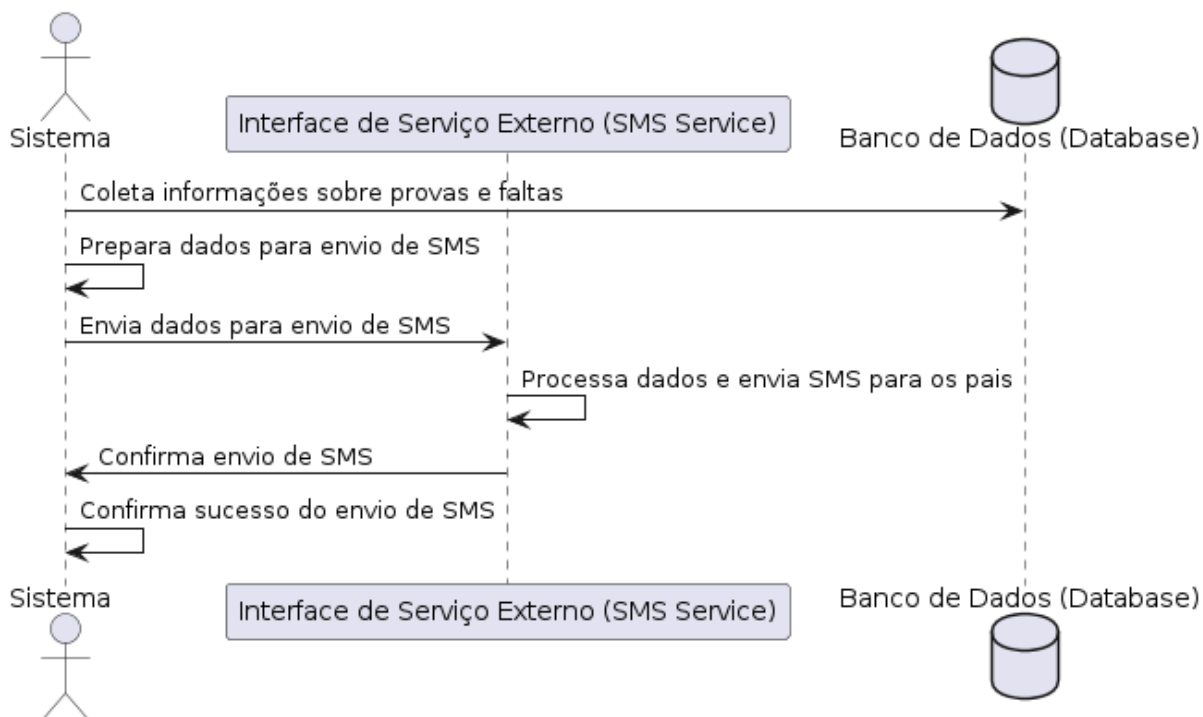 Sistema
Interface de Serviço Externo (SMS Service)
Banco de Dados (Database)
Coleta informações sobre provas e faltas
Prepara dados para envio de SMS
Envia dados para envio de SMS
Processa dados e envia SMS para os pais
Confirma envio de SMS
Confirma sucesso do envio de SMS
Sistema
Interface de Serviço Externo (SMS Service)
Banco de Dados (Database)